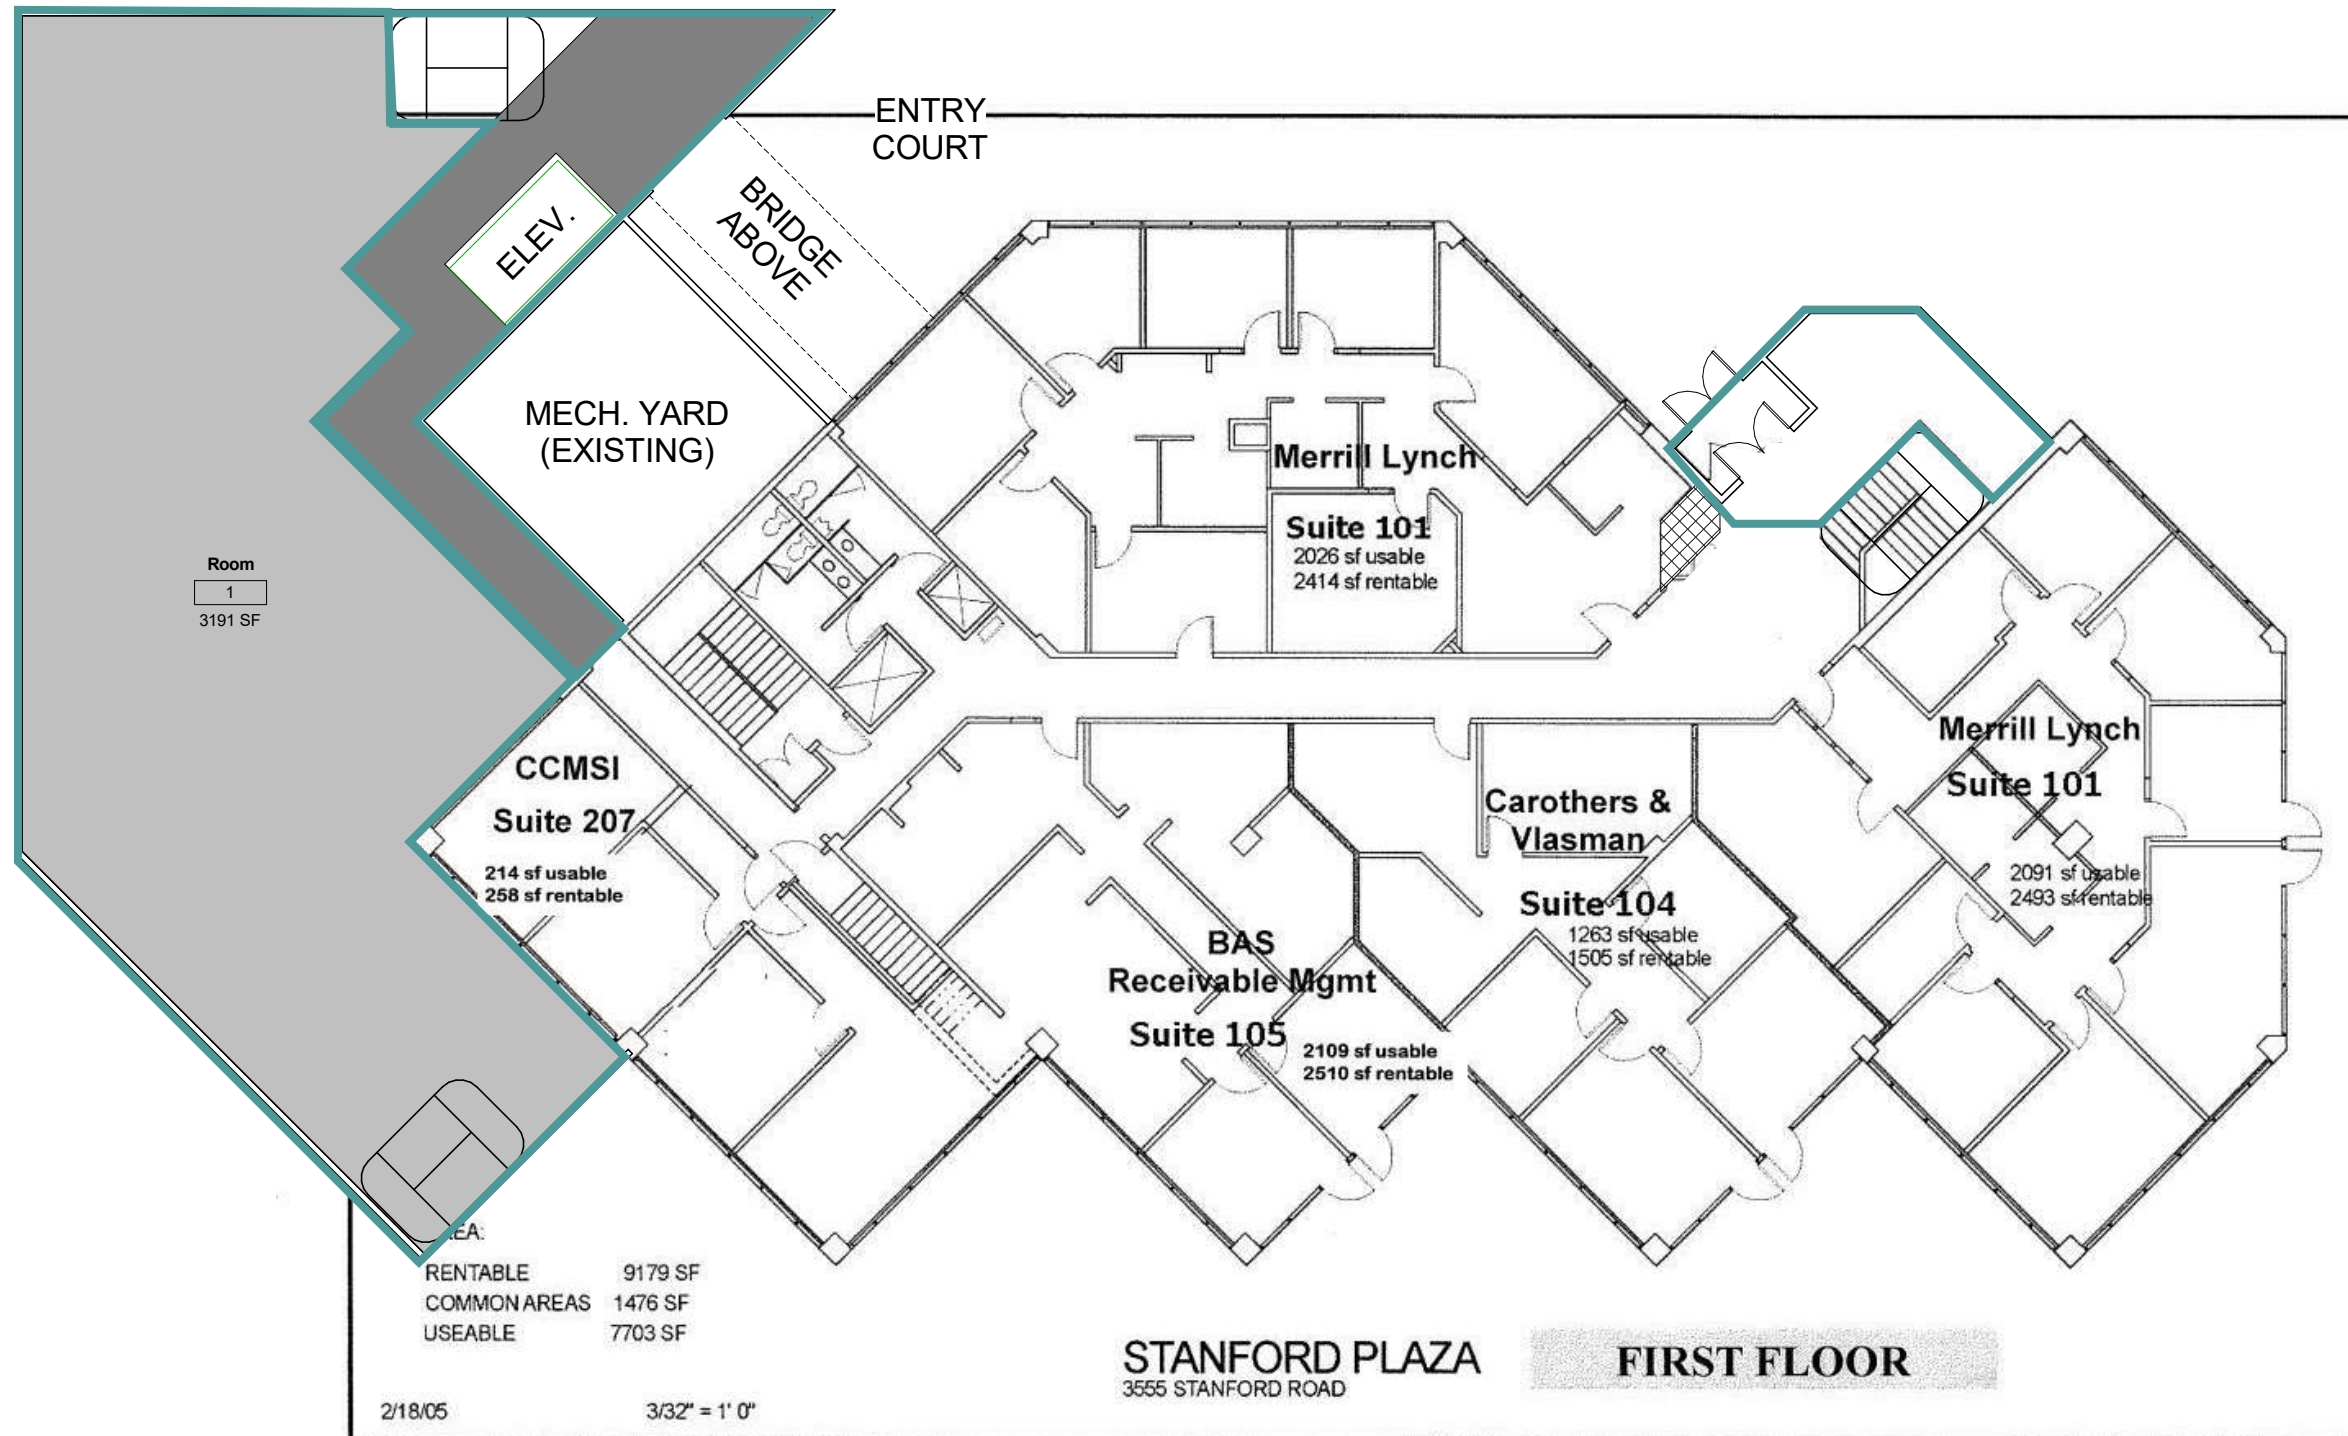 ENTRY
COURT
BRIDGE
ABOVE
ELEV.
MECH. YARD
(EXISTING)
Merrill Lynch
Suite 101
2026 sf usable
2414 sf rentable
Room
1
3191 SF
CCMSI
Suite 207
214 sf usable
258 sf rentable
Merrill Lynch
Suite 101
2091 sf usable
2493 sf rentable
Carothers &
Vlasman
Suite 104
1263 sf usable
1505 sf rentable
BAS
Receivable Mgmt
Suite 105
2109 sf usable
2510 sf rentable
EA:
RENTABLE 9179 SF
COMMON AREAS 1476 SF
USEABLE 7703 SF
STANFORD PLAZA
3555 STANFORD ROAD
FIRST FLOOR
2/18/05 3/32" = 1' 0"